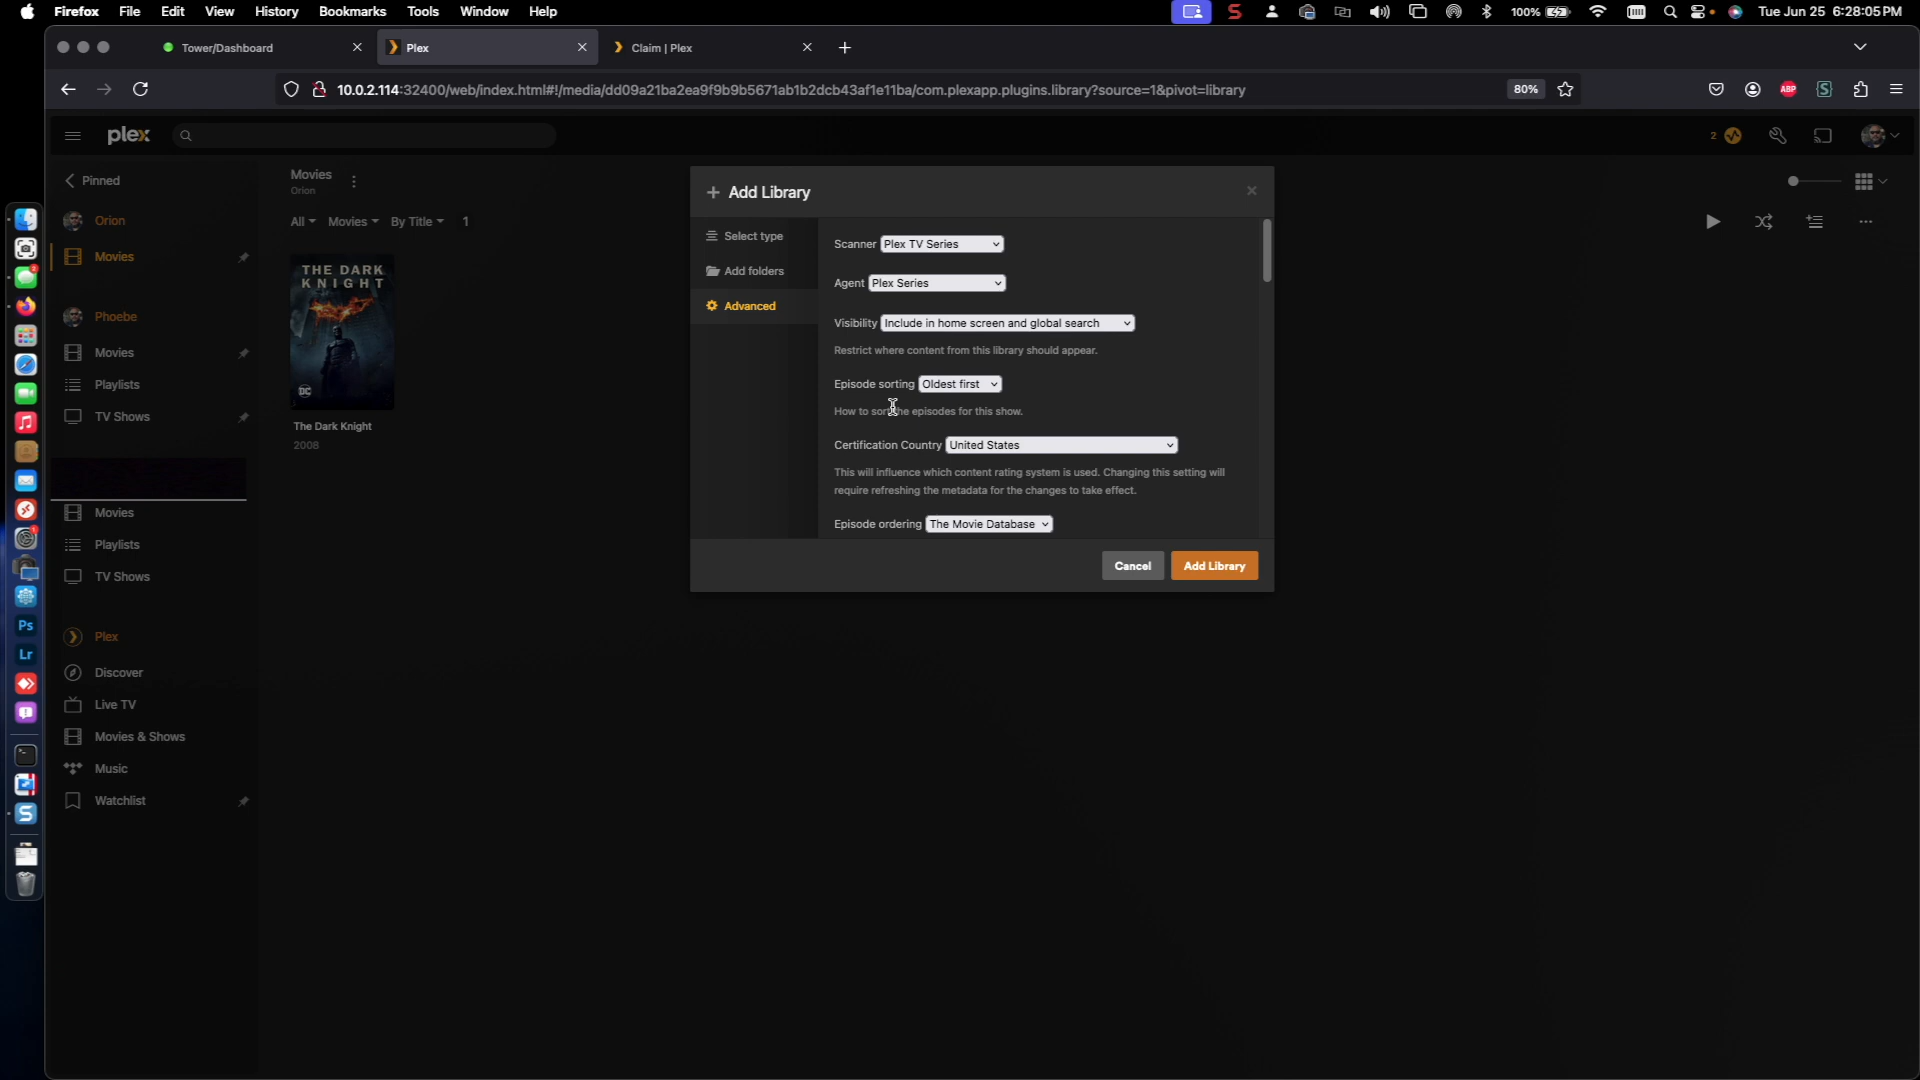 Firefox File Edit View History Bookmarks Tools Window Help
100%
Tue Jun 25 6:28:05 PM
Tower/Dashboard
Plex
Claim | Plex
10.0.2.114:32400/web/index.html#!/media/dd09a21ba2ea9f9b9b5671ab1b2dcb43af1e11ba/com.plexapp.plugins.library?source=1&pivot=library
80%
ABP
plex
2
Pinned
Orion
Movies
Phoebe
Movies
Playlists
TV Shows
Movies
Playlists
TV Shows
Plex
Discover
Live TV
Movies & Shows
Music
Watchlist
Movies
Orion
All
Movies
By Title
1
THE DARK
KNIGHT
DC
The Dark Knight
2008
Add Library
Select type
Add folders
Advanced
Scanner Plex TV Series
Agent Plex Series
Visibility Include in home screen and global search
Restrict where content from this library should appear.
Episode sorting Oldest first
How to sort the episodes for this show.
Certification Country United States
This will influence which content rating system is used. Changing this setting will
require refreshing the metadata for the changes to take effect.
Episode ordering The Movie Database
Cancel
Add Library
Ps
Lr